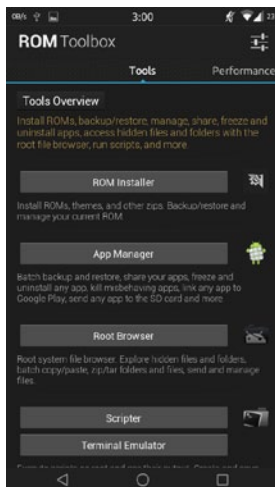 0B/s 3:00 23
ROM Toolbox
Tools Performance
Tools Overview
Install ROMs, backup/restore, manage, share, freeze and
uninstall apps, access hidden files and folders with the
root file browser, run scripts, and more.
ROM Installer
Install ROMs, themes, and other zips. Backup/restore and
manage your current ROM
App Manager
Batch backup and restore, share your apps, freeze and
uninstall any app, kill misbehaving apps, link any app to
Google Play, send any app to the SD card and more
Root Browser
Root system file browser. Explore hidden files and folders,
batch copy/paste, zip/tar folders and files, send and manage
files.
Scripter
Terminal Emulator